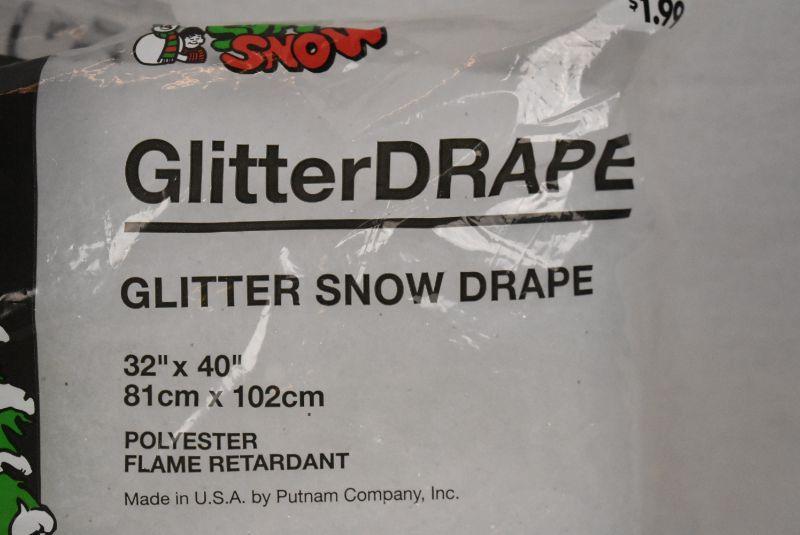 $1.99
SNOW
GlitterDRAPE
GLITTER SNOW DRAPE
32" x 40"
81cm x 102cm
POLYESTER
FLAME RETARDANT
Made in U.S.A. by Putnam Company, Inc.